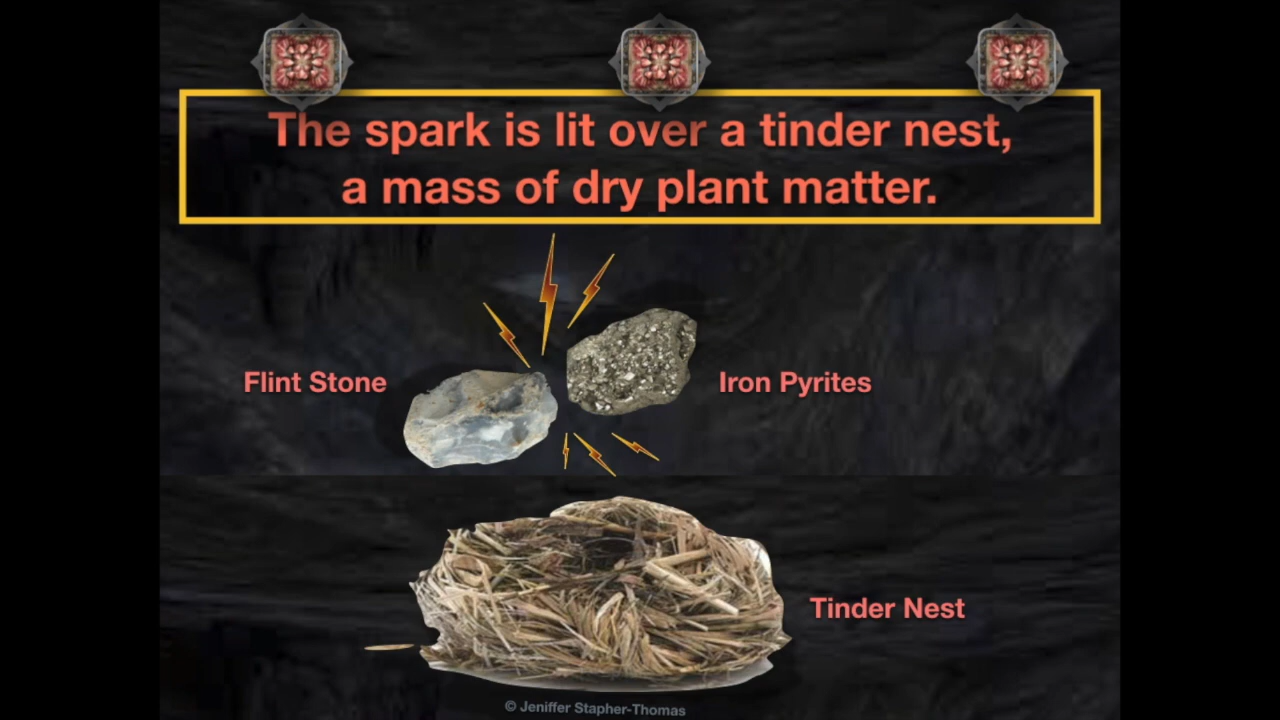 The spark is lit over a tinder nest,
a mass of dry plant matter.
Flint Stone
Iron Pyrites
Tinder Nest
© Jeniffer Stapher-Thomas